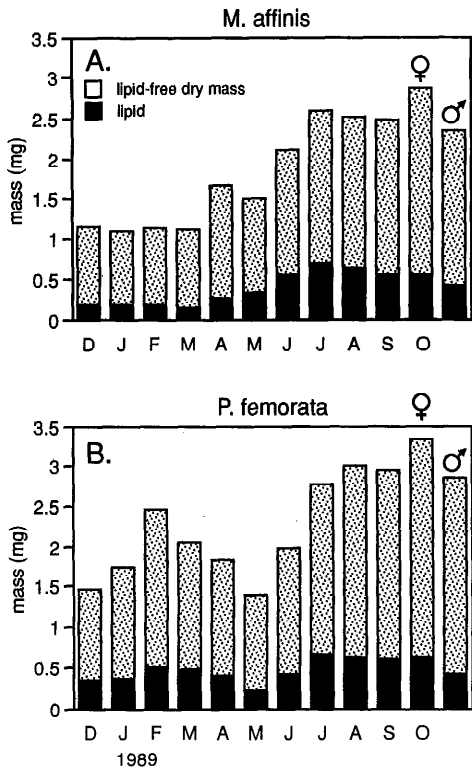 M. affinis
A.
lipid-free dry mass
lipid
♀
♂
mass (mg)
3.5
3
2.5
2
1.5
1
0.5
0
D J F M A M J J A S O
P. femorata
B.
♀
♂
mass (mg)
3.5
3
2.5
2
1.5
1
0.5
0
D J F M A M J J A S O
1989